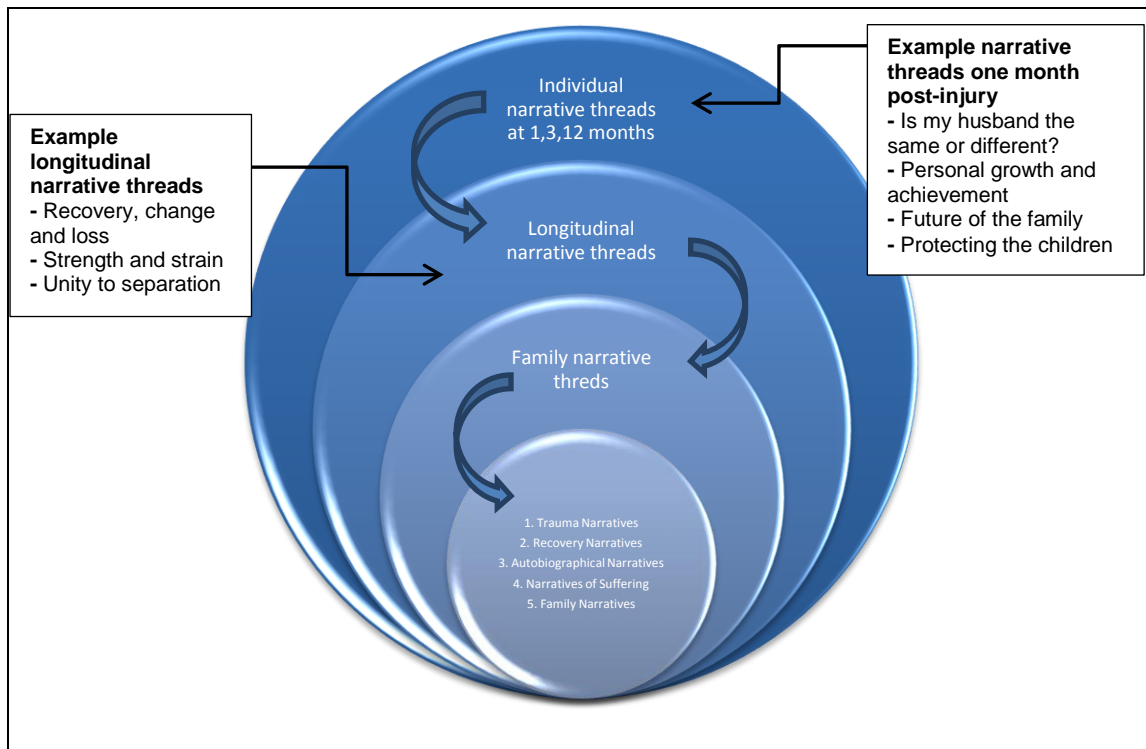 Individual
narrative threads
at 1,3,12 months
Example narrative
threads one month
post-injury
- Is my husband the
same or different?
- Personal growth and
achievement
- Future of the family
- Protecting the children
Example
longitudinal
narrative threads
- Recovery, change
and loss
- Strength and strain
- Unity to separation
Longitudinal
narrative threads
Family narrative
threds
1. Trauma Narratives
2. Recovery Narratives
3. Autobiographical Narratives
4. Narratives of Suffering
5. Family Narratives